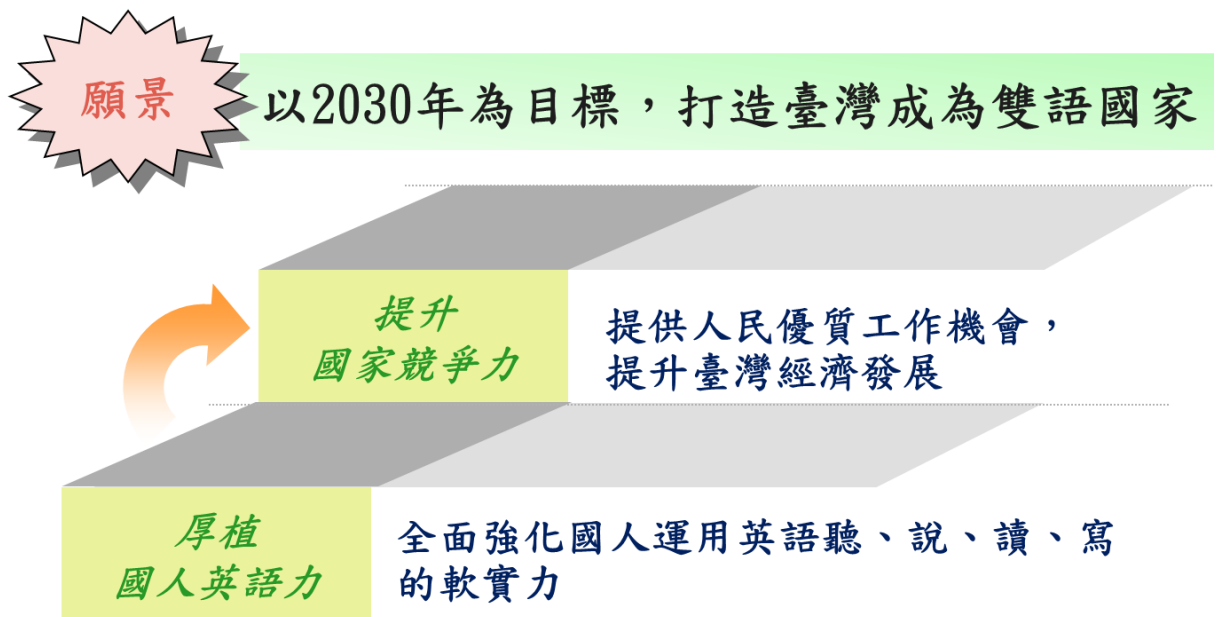 願景
以2030年為目標，打造臺灣成為雙語國家
提升
國家競爭力
提供人民優質工作機會，
提升臺灣經濟發展
厚植
國人英語力
全面強化國人運用英語聽、說、讀、寫
的軟實力